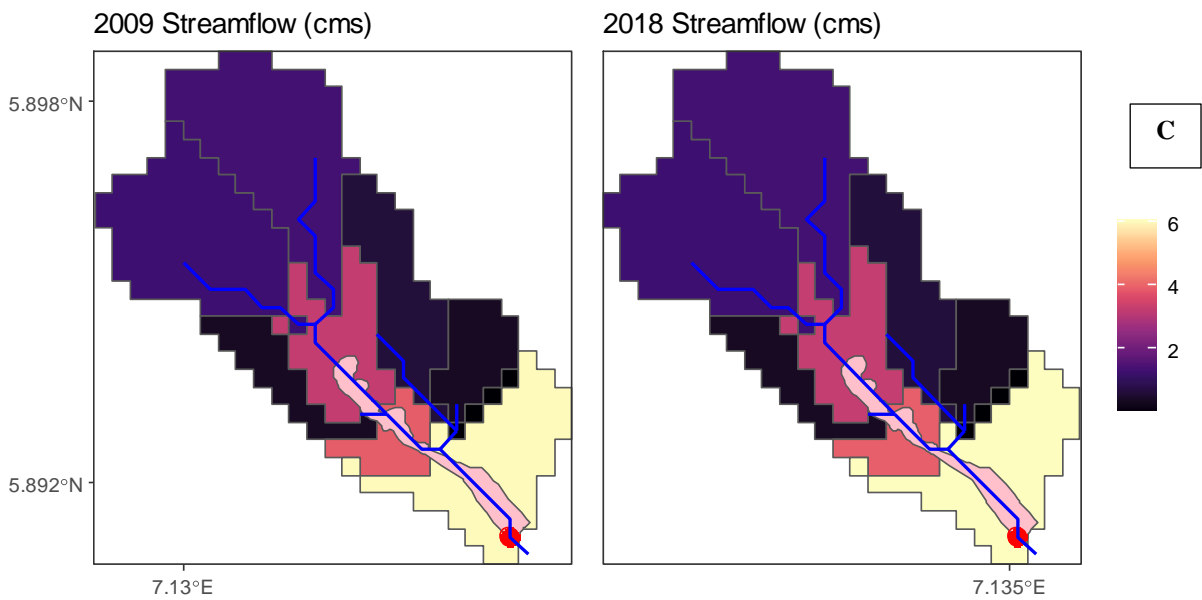 2009 Streamflow (cms)
2018 Streamflow (cms)
5.898°N
5.892°N
7.13°E
7.135°E
C
6
4
2